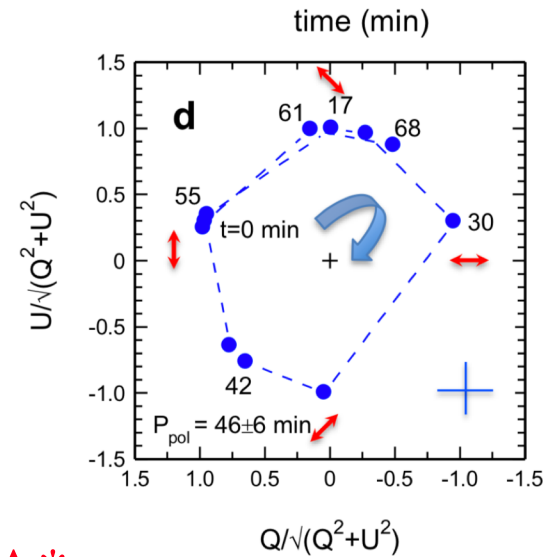 time (min)
1.5
1.0
0.5
0
-0.5
-1.0
-1.5
U/√(Q²+U²)
d
61
17
68
55
t=0 min
30
42
P_pol = 46±6 min
1.5 1.0 0.5 0 -0.5 -1.0 -1.5
Q/√(Q²+U²)